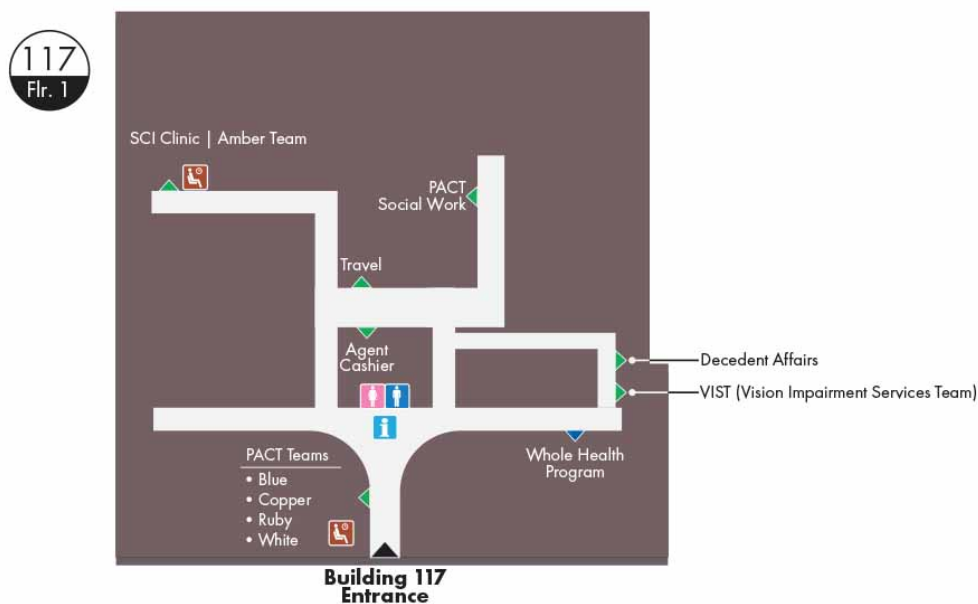 117
Flr. 1
SCI Clinic | Amber Team
PACT
Social Work
Travel
Agent
Cashier
Decedent Affairs
VIST (Vision Impairment Services Team)
i
Whole Health
Program
PACT Teams
• Blue
• Copper
• Ruby
• White
Building 117
Entrance